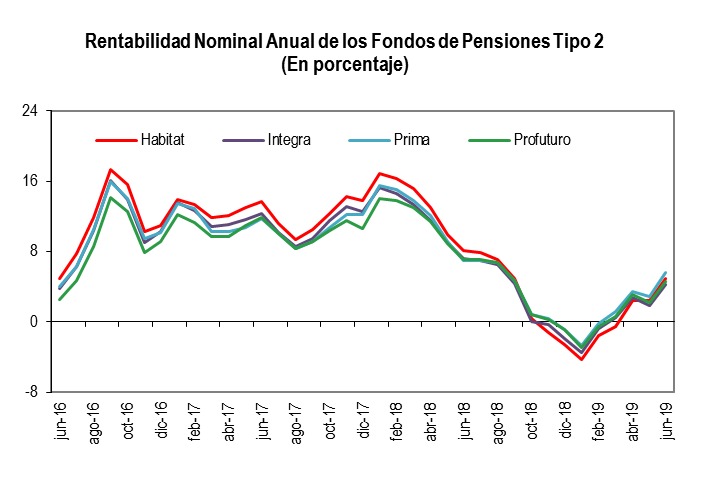 Rentabilidad Nominal Anual de los Fondos de Pensiones Tipo 2
(En porcentaje)
24
Habitat Integra Prima Profuturo
16
8
0
-8
jun-16 ago-16 oct-16 dic-16 feb-17 abr-17 jun-17 ago-17 oct-17 dic-17 feb-18 abr-18 jun-18 ago-18 oct-18 dic-18 feb-19 abr-19 jun-19